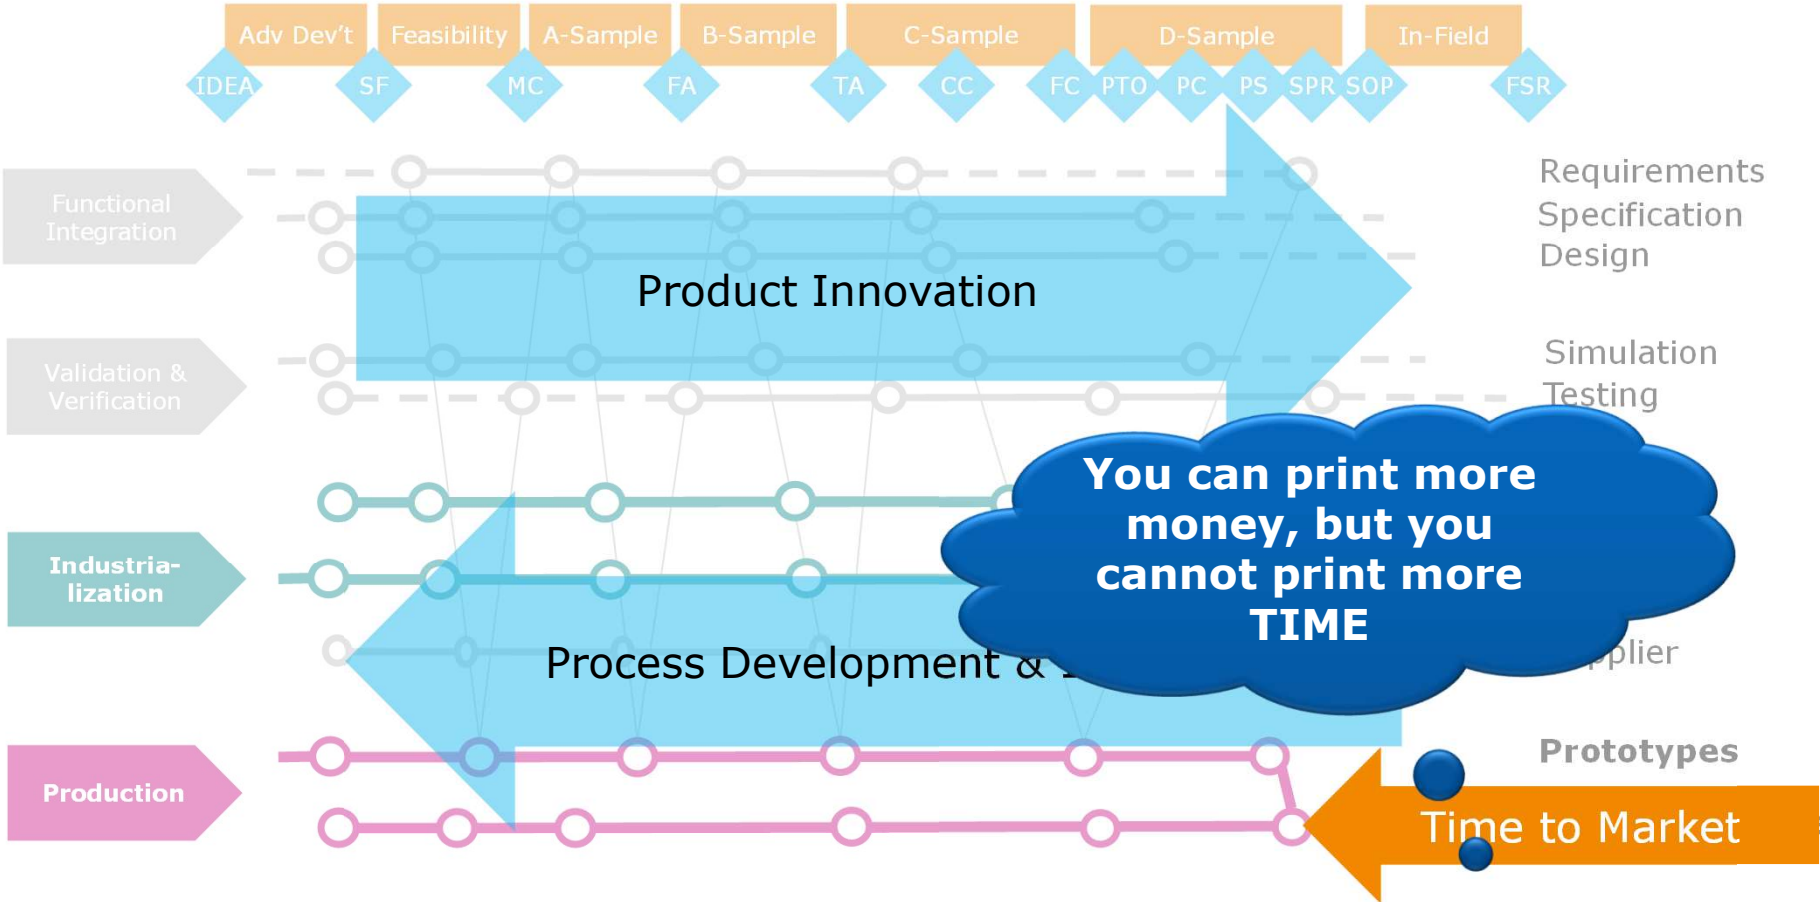 Adv Dev't Feasibility A-Sample B-Sample C-Sample D-Sample In-Field
IDEA SF MC FA TA CC FC PTO PC PS SPR SOP FSR
Functional
Integration
Requirements
Specification
Design
Product Innovation
Validation &
Verification
Simulation
Testing
You can print more
money, but you
cannot print more
TIME
Industria-
lization
Process Development &
Production
Prototypes
Time to Market